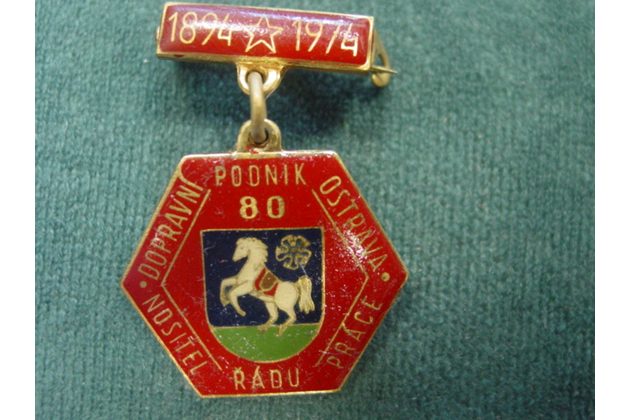 1894 ☆ 1974
DOPRAVNÍ PODNIK OSTRAVA
80
NOSITEL ŘÁDU PRÁCE